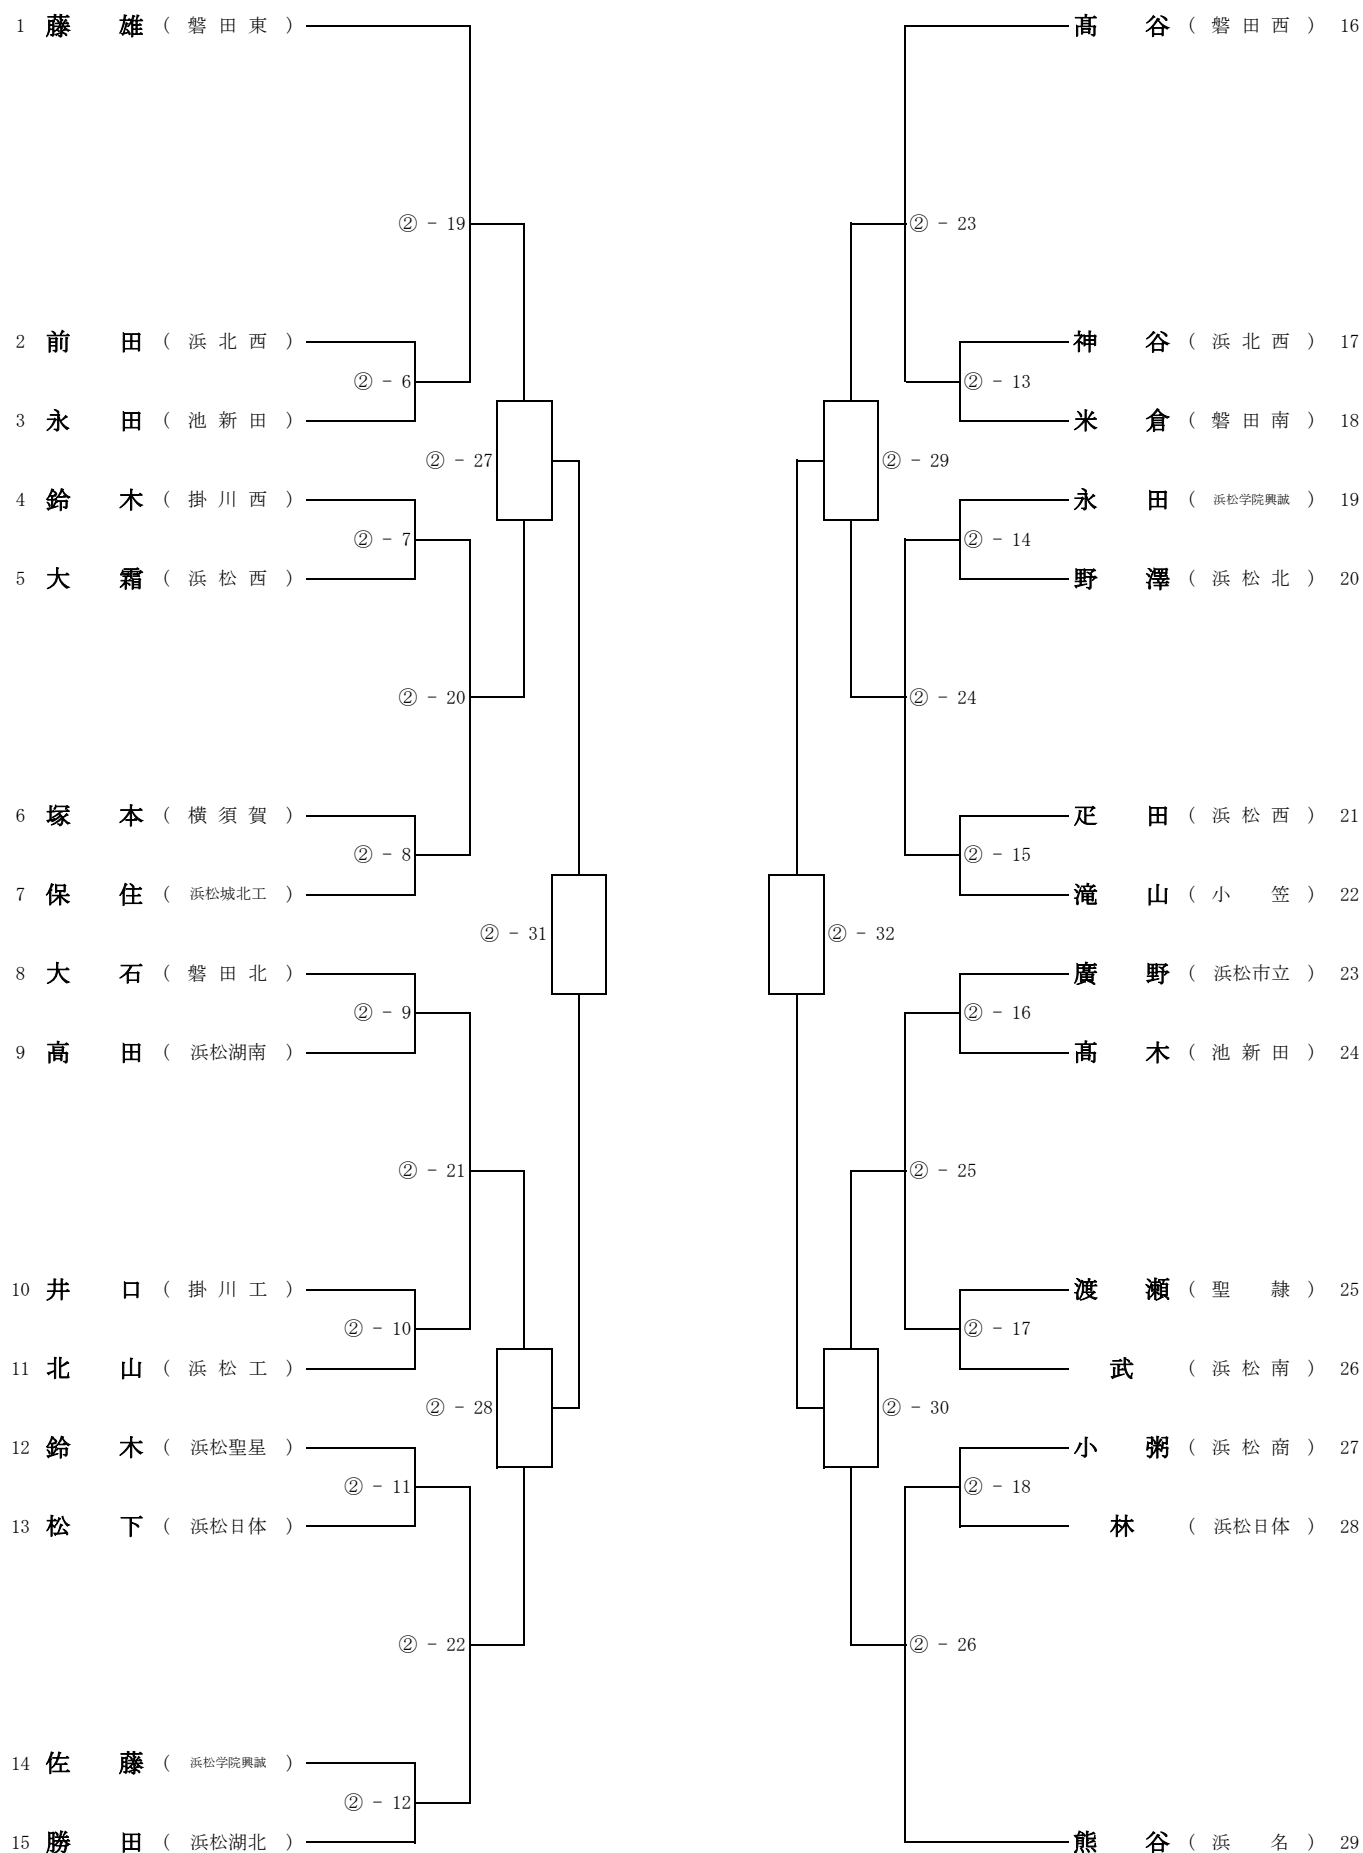 1 藤 雄 ( 磐 田 東 ) 髙 谷 ( 磐 田 西 ) 16
② - 19 ② - 23
2 前 田 ( 浜 北 西 ) 神 谷 ( 浜 北 西 ) 17
② - 6 ② - 13
3 永 田 ( 池 新 田 ) 米 倉 ( 磐 田 南 ) 18
② - 27 ② - 29
4 鈴 木 ( 掛 川 西 ) 永 田 ( 浜松学院興誠 ) 19
② - 7 ② - 14
5 大 霜 ( 浜 松 西 ) 野 澤 ( 浜 松 北 ) 20
② - 20 ② - 24
6 塚 本 ( 横 須 賀 ) 疋 田 ( 浜 松 西 ) 21
② - 8 ② - 15
7 保 住 ( 浜松城北工 ) 滝 山 ( 小 笠 ) 22
② - 31 ② - 32
8 大 石 ( 磐 田 北 ) 廣 野 ( 浜松市立 ) 23
② - 9 ② - 16
9 高 田 ( 浜松湖南 ) 髙 木 ( 池 新 田 ) 24
② - 21 ② - 25
10 井 口 ( 掛 川 工 ) 渡 瀬 ( 聖 隷 ) 25
② - 10 ② - 17
11 北 山 ( 浜 松 工 ) 武 ( 浜 松 南 ) 26
② - 28 ② - 30
12 鈴 木 ( 浜松聖星 ) 小 粥 ( 浜 松 商 ) 27
② - 11 ② - 18
13 松 下 ( 浜松日体 ) 林 ( 浜松日体 ) 28
② - 22 ② - 26
14 佐 藤 ( 浜松学院興誠 )
② - 12
15 勝 田 ( 浜松湖北 ) 熊 谷 ( 浜 名 ) 29